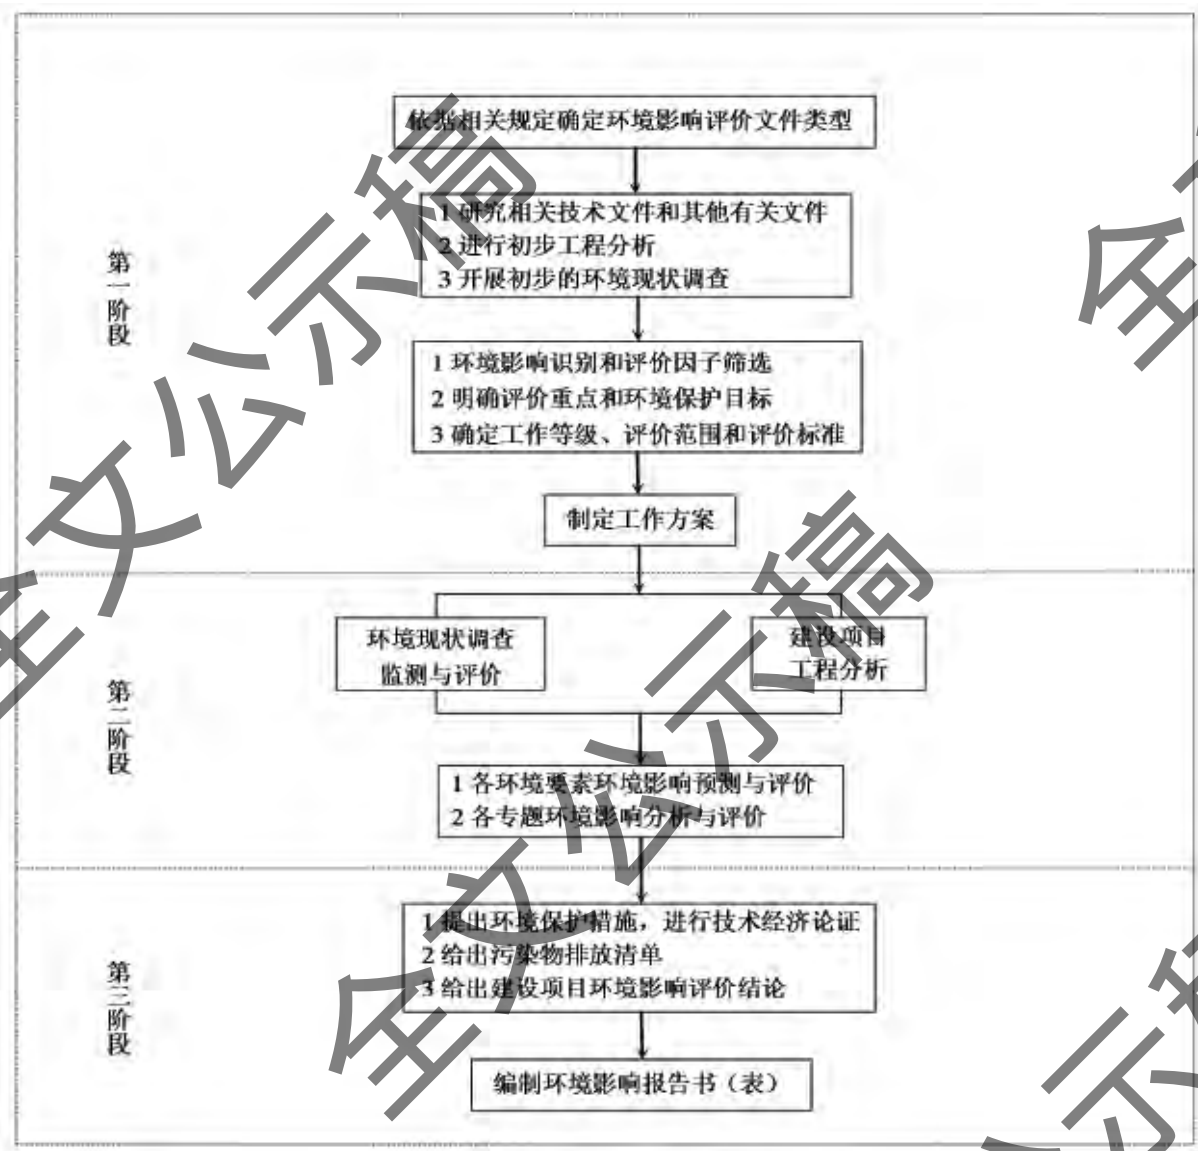 依据相关规定确定环境影响评价文件类型
1 研究相关技术文件和其他有关文件
2 进行初步工程分析
3 开展初步的环境现状调查
第一阶段
1 环境影响识别和评价因子筛选
2 明确评价重点和环境保护目标
3 确定工作等级、评价范围和评价标准
制定工作方案
环境现状调查
监测与评价
建设项目
工程分析
第二阶段
1 各环境要素环境影响预测与评价
2 各专题环境影响分析与评价
1 提出环境保护措施，进行技术经济论证
2 给出污染物排放清单
3 给出建设项目环境影响评价结论
第三阶段
编制环境影响报告书（表）
全文公示稿
全文公示稿
全
示稿